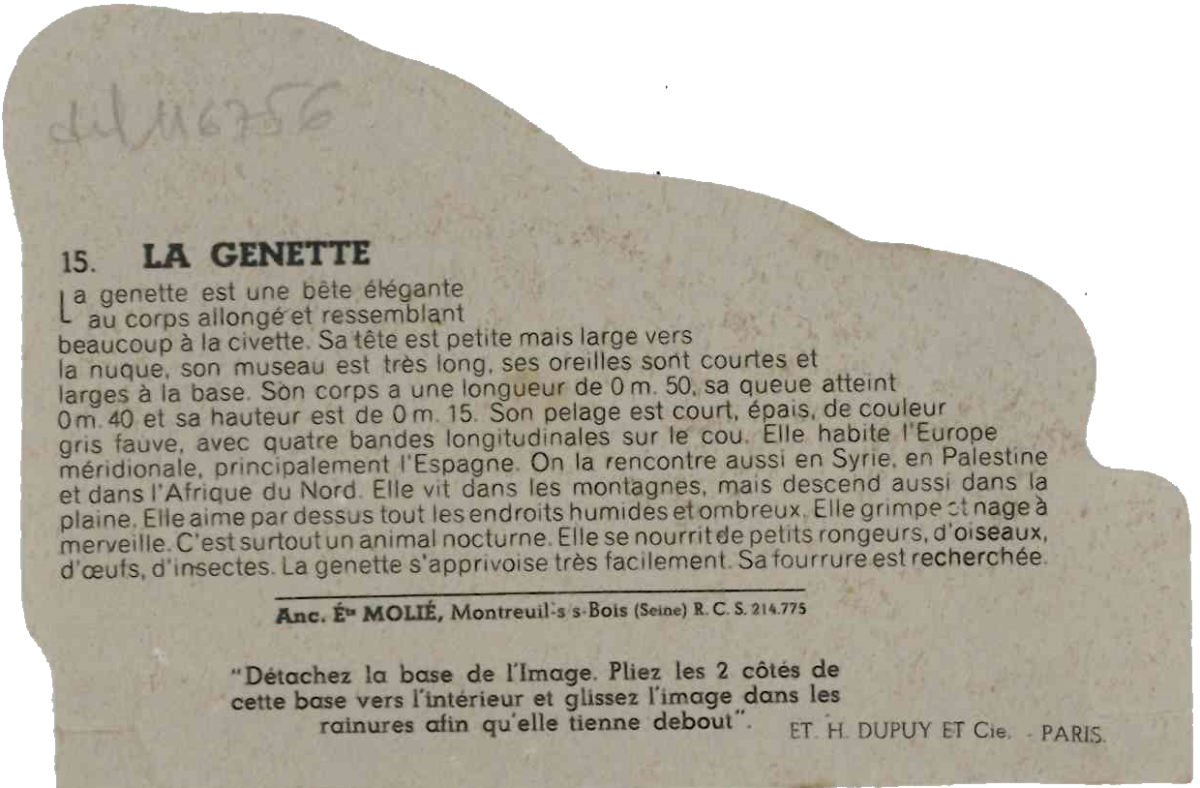 116756
15. LA GENETTE
La genette est une bête élégante
au corps allongé et ressemblant
beaucoup à la civette. Sa tête est petite mais large vers
la nuque, son museau est très long, ses oreilles sont courtes et
larges à la base. Son corps a une longueur de 0 m. 50, sa queue atteint
0 m. 40 et sa hauteur est de 0 m. 15. Son pelage est court, épais, de couleur
gris fauve, avec quatre bandes longitudinales sur le cou. Elle habite l'Europe
méridionale, principalement l'Espagne. On la rencontre aussi en Syrie, en Palestine
et dans l'Afrique du Nord. Elle vit dans les montagnes, mais descend aussi dans la
plaine. Elle aime par dessus tout les endroits humides et ombreux. Elle grimpe et nage à
merveille. C'est surtout un animal nocturne. Elle se nourrit de petits rongeurs, d'oiseaux,
d'œufs, d'insectes. La genette s'apprivoise très facilement. Sa fourrure est recherchée.
Anc. Éts MOLIÉ, Montreuil-s s-Bois (Seine) R. C. S. 214.775
"Détachez la base de l'Image. Pliez les 2 côtés de
cette base vers l'intérieur et glissez l'image dans les
rainures afin qu'elle tienne debout".
ET. H. DUPUY ET Cie. - PARIS.